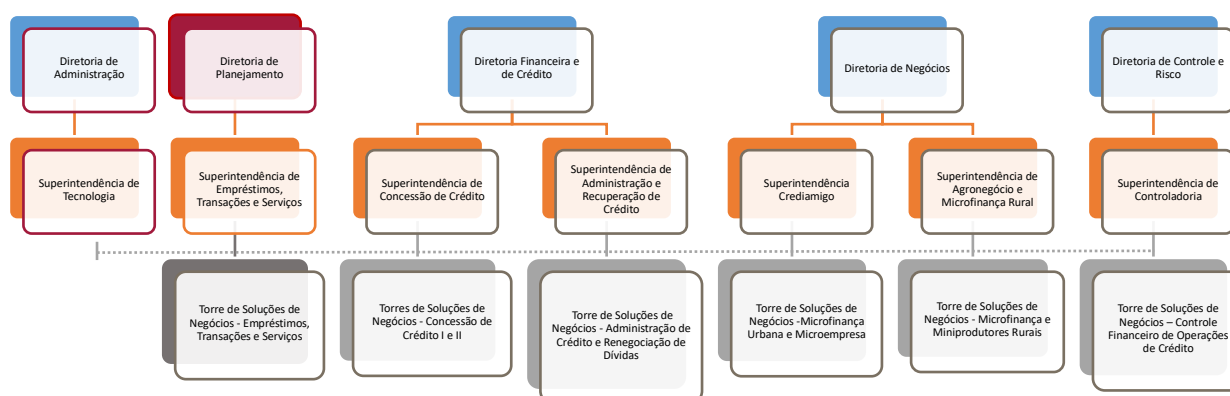 Diretoria de
Administração
Diretoria de
Planejamento
Diretoria Financeira e
de Crédito
Diretoria de Negócios
Diretoria de Controle e
Risco
Superintendência de
Tecnologia
Superintendência de
Empréstimos,
Transações e Serviços
Superintendência de
Concessão de Crédito
Superintendência de
Administração e
Recuperação de
Crédito
Superintendência
Crediamigo
Superintendência de
Agronegócio e
Microfinança Rural
Superintendência de
Controladoria
Torre de Soluções de
Negócios - Empréstimos,
Transações e Serviços
Torres de Soluções de
Negócios - Concessão de
Crédito I e II
Torre de Soluções de
Negócios - Administração de
Crédito e Renegociação de
Dívidas
Torre de Soluções de
Negócios -Microfinança
Urbana e Microempresa
Torre de Soluções de
Negócios - Microfinança e
Miniprodutores Rurais
Torre de Soluções de
Negócios – Controle
Financeiro de Operações
de Crédito